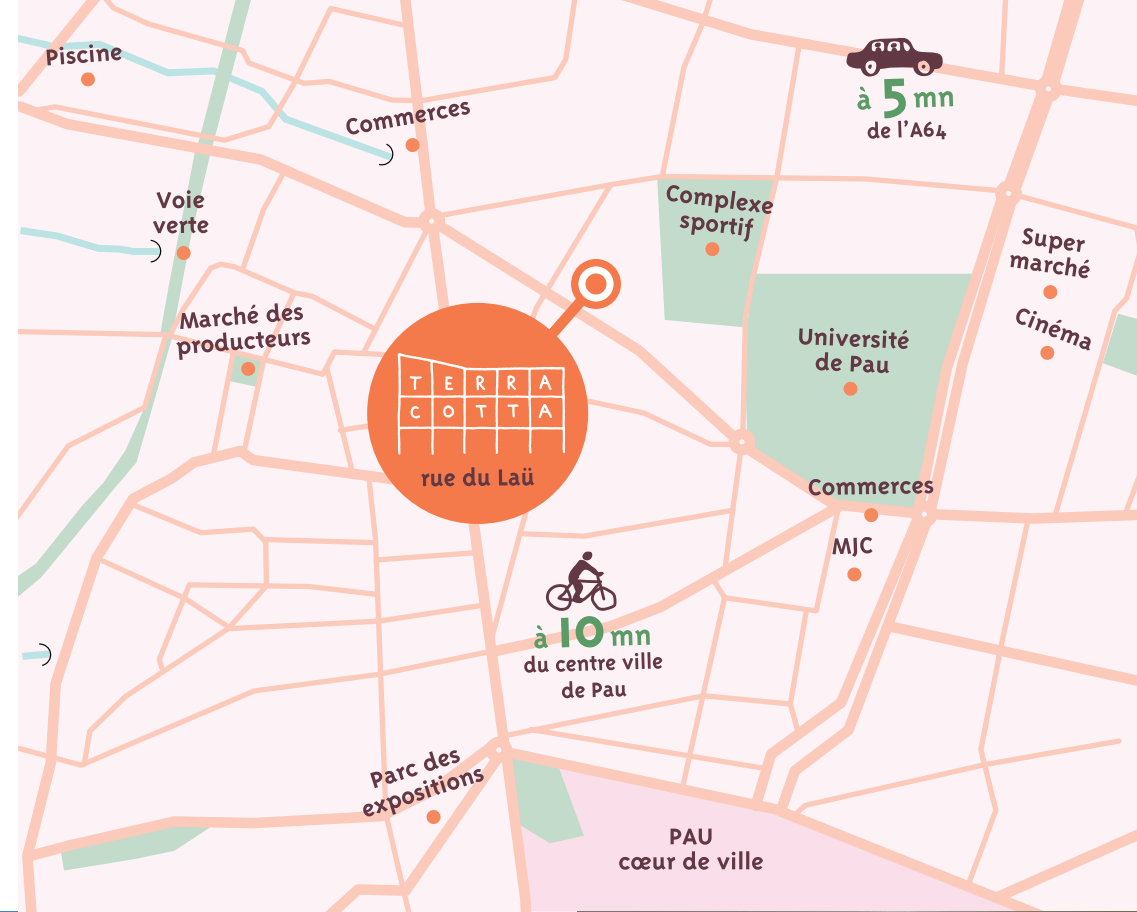 Piscine
à 5 mn
de l'A64
Commerces
Voie
verte
Complexe
sportif
Super
marché
Marché des
producteurs
Cinéma
Université
de Pau
TERRA
COTTA
rue du Laü
Commerces
MJC
à 10 mn
du centre ville
de Pau
Parc des
expositions
PAU
cœur de ville